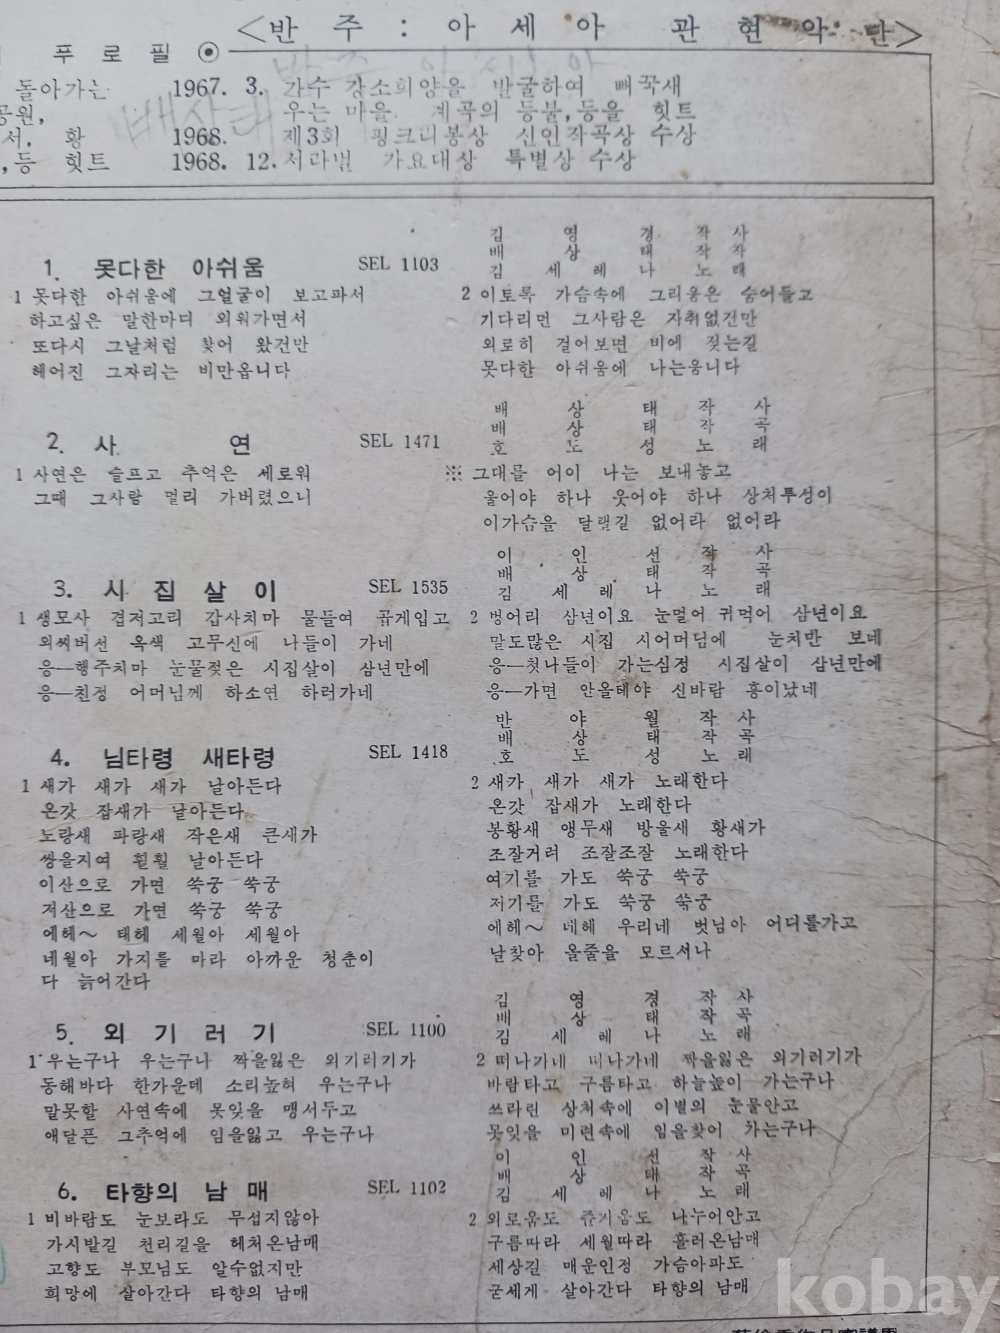 <반 주 : 아 세 아 관 현 악 단>
푸 로 필 ◉
돌아가는 1967. 3. 가수 강소희양을 발굴하여 뻐꾹새
공원, 우는 마을 계곡의 등불, 등을 힛트
서, 황 1968. 제3회 핑크리봉상 신인작곡상 수상
, 등 힛트 1968. 12. 서라벌 가요대상 특별상 수상
김 영 경 작 사
배 상 태 작 곡
김 세 레 나 노 래
1. 못다한 아쉬움 SEL 1103
1 못다한 아쉬움에 그얼굴이 보고파서
하고싶은 말한마디 외워가면서
또다시 그날처럼 찾어 왔건만
헤어진 그자리는 비만옵니다
2 이토록 가슴속에 그리움은 숨어들고
기다리던 그사람은 자취없건만
외로히 걸어보면 비에 젖는길
못다한 아쉬움에 나는웁니다
배 상 태 작 사
배 상 태 작 곡
호 도 성 노 래
2. 사 연 SEL 1471
1 사연은 슬프고 추억은 세로워
그때 그사람 멀리 가버렸으니
※ 그대를 어이 나는 보내놓고
울어야 하나 웃어야 하나 상처투성이
이가슴을 달랠길 없어라 없어라
이 인 선 작 사
배 상 태 작 곡
김 세 레 나 노 래
3. 시 집 살 이 SEL 1535
1 생모사 겹저고리 갑사치마 물들여 곱게입고
외씨버선 옥색 고무신에 나들이 가네
응—행주치마 눈물젖은 시집살이 삼년만에
응—친정 어머님께 하소연 하러가네
2 벙어리 삼년이요 눈멀어 귀먹어 삼년이요
말도많은 시집 시어머딤에 눈치만 보네
응—첫나들이 가는심정 시집살이 삼년만에
응—가면 안올테야 신바람 흥이났네
반 야 월 작 사
배 상 태 작 곡
호 도 성 노 래
4. 님타령 새타령 SEL 1418
1 새가 새가 새가 날아든다
온갓 잡새가 날아든다
노랑새 파랑새 작은새 큰새가
쌍을지여 훨훨 날아든다
이산으로 가면 쑥궁 쑥궁
저산으로 가면 쑥궁 쑥궁
에헤～ 테헤 세월아 세월아
네월아 가지를 마라 아까운 청춘이
다 늙어간다
2 새가 새가 새가 노래한다
온갓 잡새가 노래한다
봉황새 앵무새 방울새 황새가
조잘거려 조잘조잘 노래한다
여기를 가도 쑥궁 쑥궁
저기를 가도 쑥궁 쑥궁
에헤～ 데헤 우리네 벗님아 어디를가고
날찾아 올줄을 모르서나
김 영 경 작 사
배 상 태 작 곡
김 세 레 나 노 래
5. 외 기 러 기 SEL 1100
1 우는구나 우는구나 짝을잃은 외기러기가
동해바다 한가운데 소리높혀 우는구나
말못할 사연속에 못잊을 맹서두고
애달픈 그추억에 임을잃고 우는구나
2 떠나가네 떠나가네 짝을잃은 외기러기가
바람타고 구름타고 하늘높이 가는구나
쓰라린 상처속에 이별의 눈물안고
못잊을 미련속에 임을찾어 가는구나
이 인 선 작 사
배 상 태 작 곡
김 세 레 나 노 래
6. 타향의 남 매 SEL 1102
1 비바람도 눈보라도 무섭지않아
가시밭길 천리길을 헤처온남매
고향도 부모님도 알수없지만
희망에 살아간다 타향의 남매
2 외로움도 즐거움도 나누어안고
구름따라 세월따라 흘러온남매
세상길 매운인정 가슴아파도
굳세게 살아간다 타향의 남매
kobay